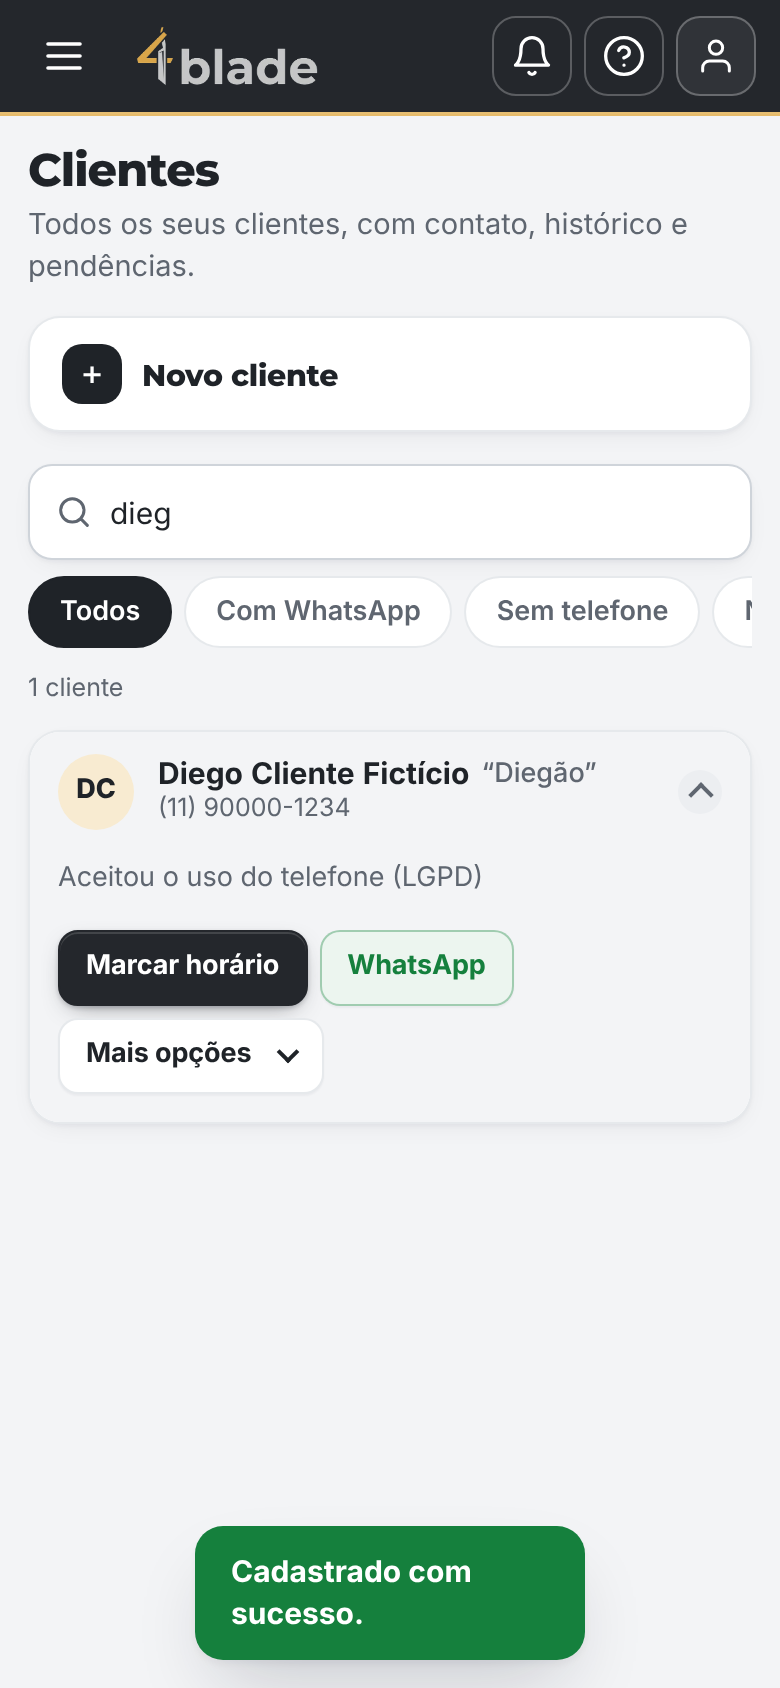 4blade
Clientes
Todos os seus clientes, com contato, histórico e
pendências.
+ Novo cliente
dieg
Todos Com WhatsApp Sem telefone
1 cliente
DC Diego Cliente Fictício “Diegão”
(11) 90000-1234
Aceitou o uso do telefone (LGPD)
Marcar horário WhatsApp
Mais opções
Cadastrado com
sucesso.